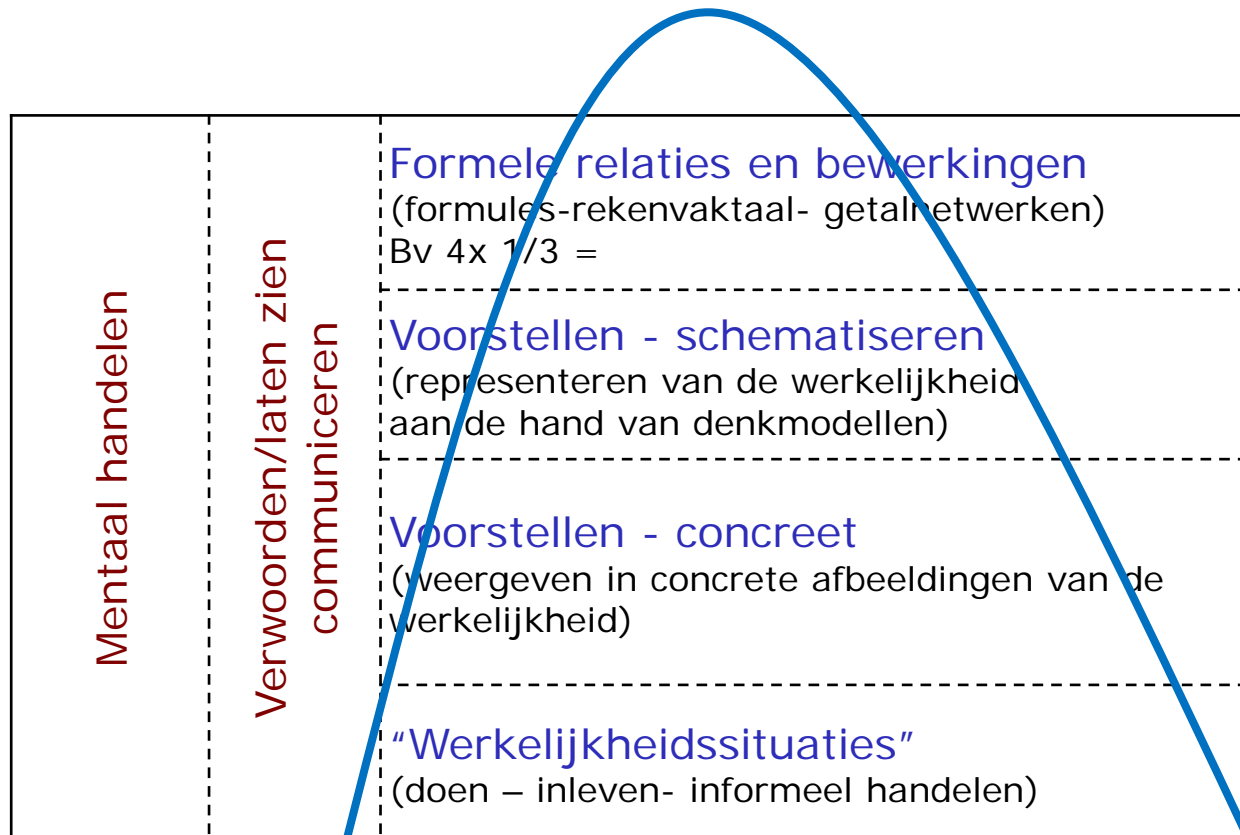 Mentaal handelen
Verwoorden/laten zien
communiceren
Formele relaties en bewerkingen
(formules-rekenvaktaal- getalnetwerken)
Bv 4x 1/3 =
Voorstellen - schematiseren
(representeren van de werkelijkheid
aan de hand van denkmodellen)
Voorstellen - concreet
(weergeven in concrete afbeeldingen van de
werkelijkheid)
“Werkelijkheidssituaties”
(doen – inleven- informeel handelen)